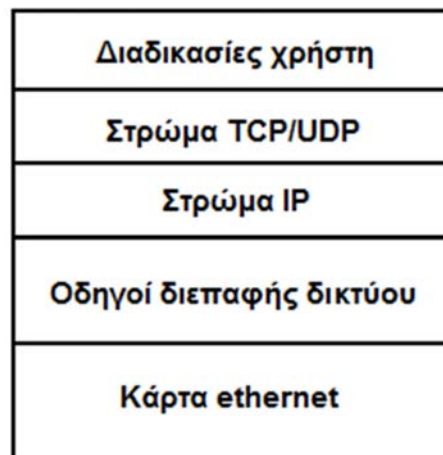 Διαδικασίες χρήστη
Στρώμα TCP/UDP
Στρώμα IP
Οδηγοί διεπαφής δικτύου
Κάρτα ethernet